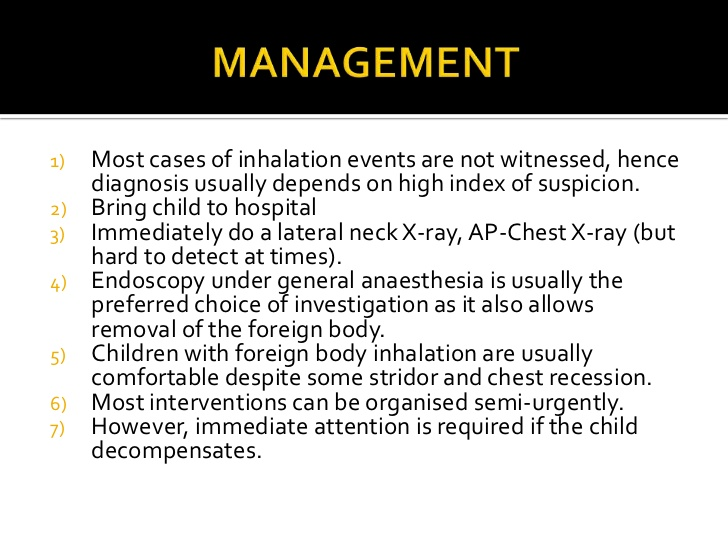 MANAGEMENT
1) Most cases of inhalation events are not witnessed, hence
diagnosis usually depends on high index of suspicion.
2) Bring child to hospital
3) Immediately do a lateral neck X-ray, AP-Chest X-ray (but
hard to detect at times).
4) Endoscopy under general anaesthesia is usually the
preferred choice of investigation as it also allows
removal of the foreign body.
5) Children with foreign body inhalation are usually
comfortable despite some stridor and chest recession.
6) Most interventions can be organised semi-urgently.
7) However, immediate attention is required if the child
decompensates.